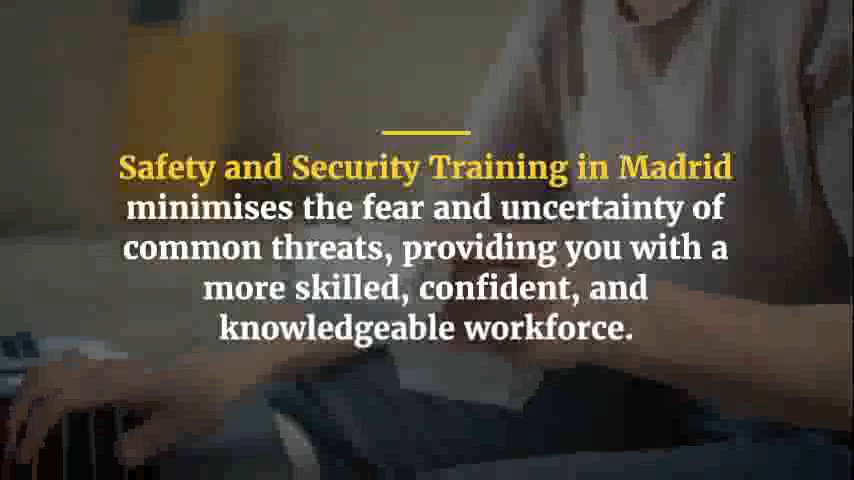 Safety and Security Training in Madrid
minimises the fear and uncertainty of
common threats, providing you with a
more skilled, confident, and
knowledgeable workforce.